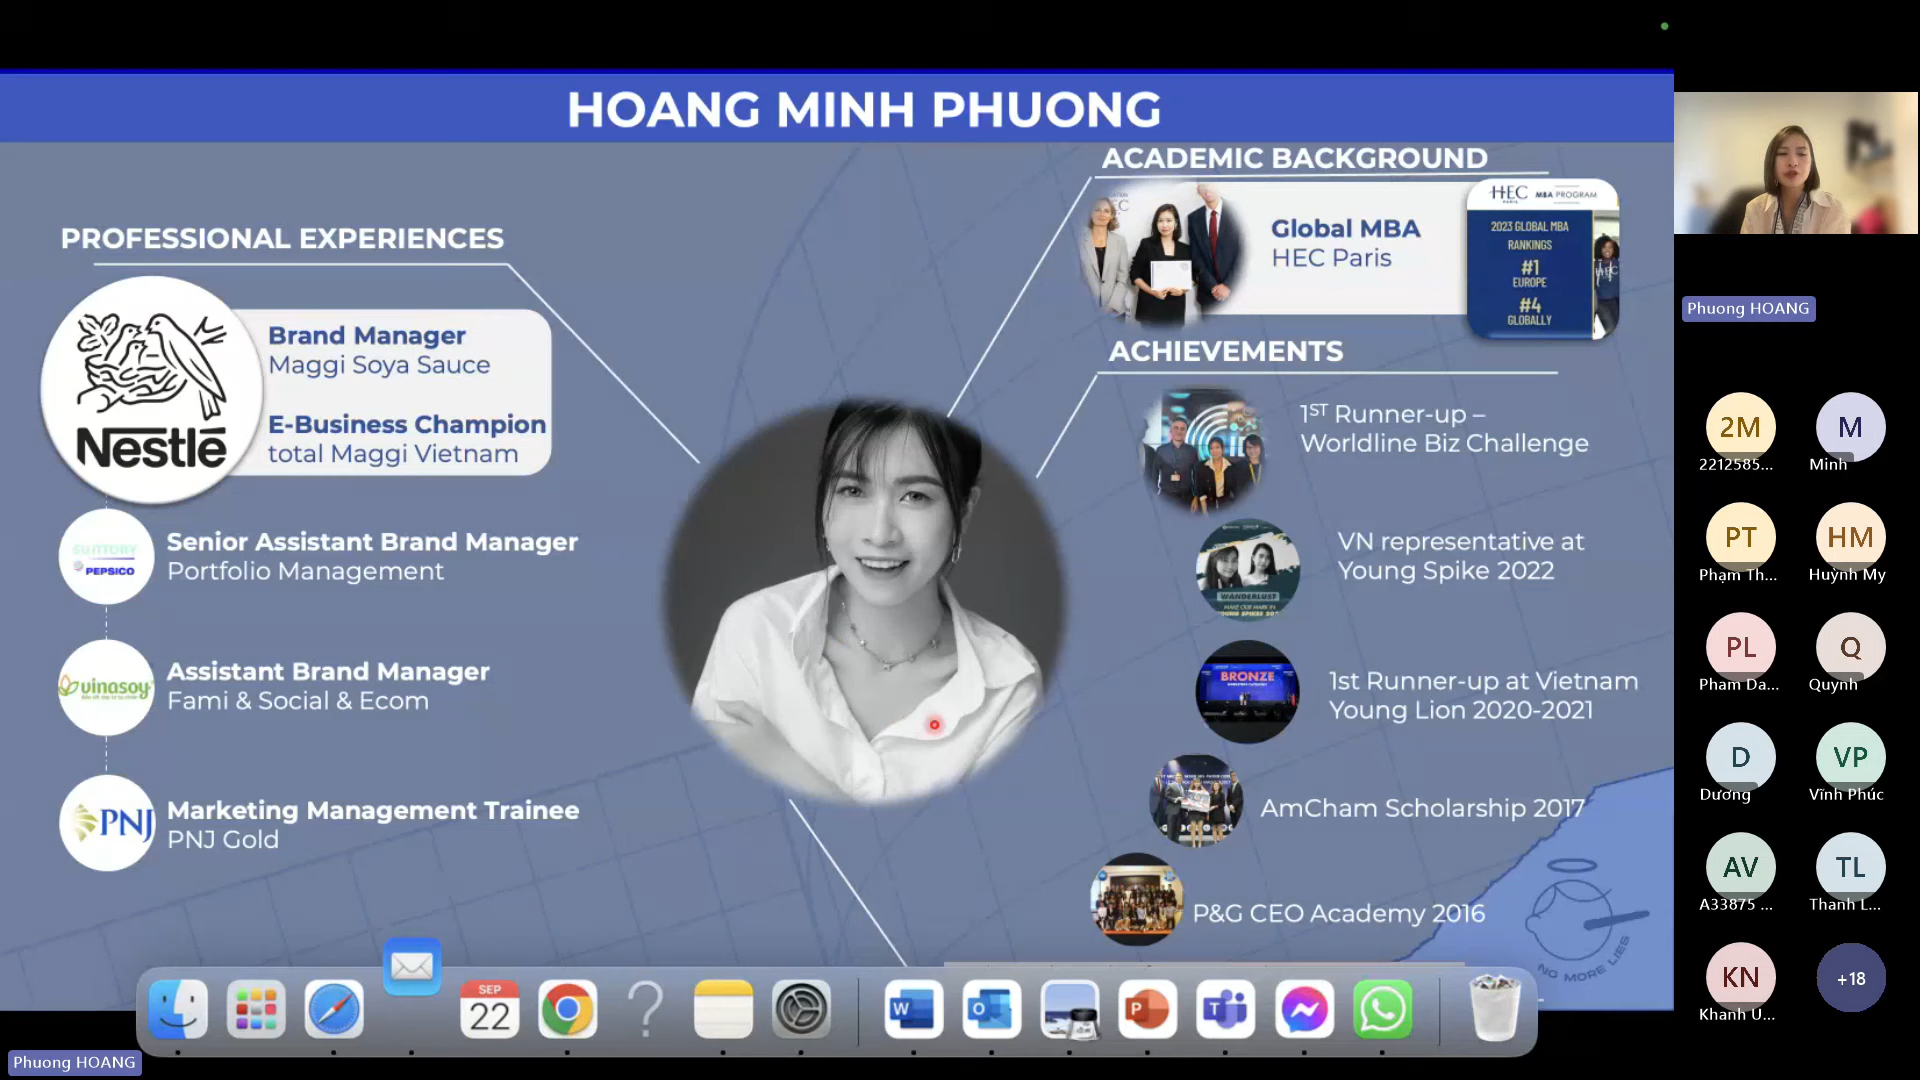 HOANG MINH PHUONG
PROFESSIONAL EXPERIENCES
Nestlé
Brand Manager
Maggi Soya Sauce
E-Business Champion
total Maggi Vietnam
SUNTORY
PEPSICO
Senior Assistant Brand Manager
Portfolio Management
vinasoy
Assistant Brand Manager
Fami & Social & Ecom
PNJ
Marketing Management Trainee
PNJ Gold
ACADEMIC BACKGROUND
Global MBA
HEC Paris
HEC PARIS MBA PROGRAM
2023 GLOBAL MBA
RANKINGS
#1
EUROPE
#4
GLOBALLY
ACHIEVEMENTS
1ST Runner-up –
Worldline Biz Challenge
WANDERLUST
VN representative at
Young Spike 2022
BRONZE
1st Runner-up at Vietnam
Young Lion 2020-2021
AmCham Scholarship 2017
P&G CEO Academy 2016
NO MORE LIES
SEP
22
Phuong HOANG
Phuong HOANG
2M
2212585...
M
Minh
PT
Phạm Th...
HM
Huỳnh My
PL
Pham Da...
Q
Quynh
D
Dương
VP
Vĩnh Phúc
AV
A33875 ...
TL
Thanh L...
KN
Khanh U...
+18